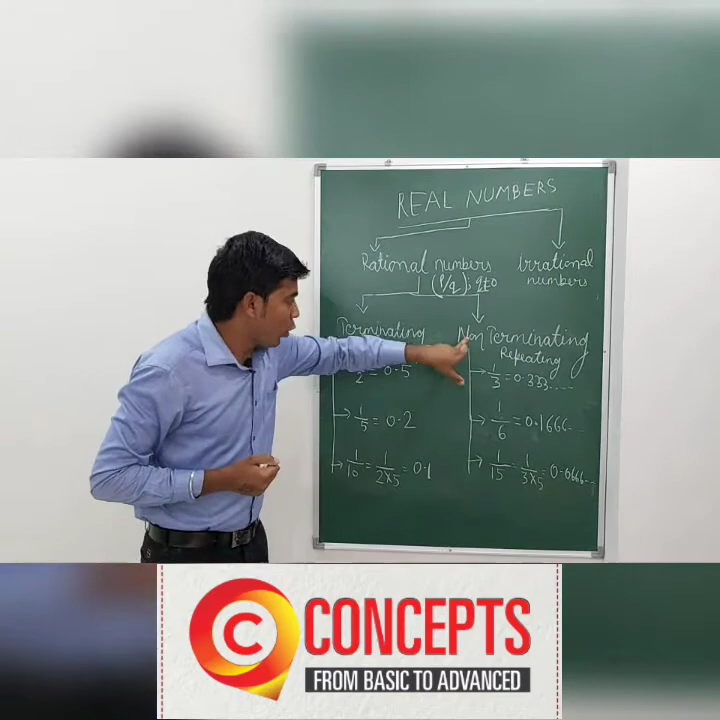 REAL NUMBERS
Rational numbers
(P/q); q≠0
Irrational
numbers
Terminating
2 = 0.5
1/5 = 0.2
1/10 = 1/2×5 = 0.1
Non Terminating
Repeating
1/3 = 0.333.....
1/6 = 0.1666...
1/15 = 1/3×5 = 0.0666...
C
CONCEPTS
FROM BASIC TO ADVANCED